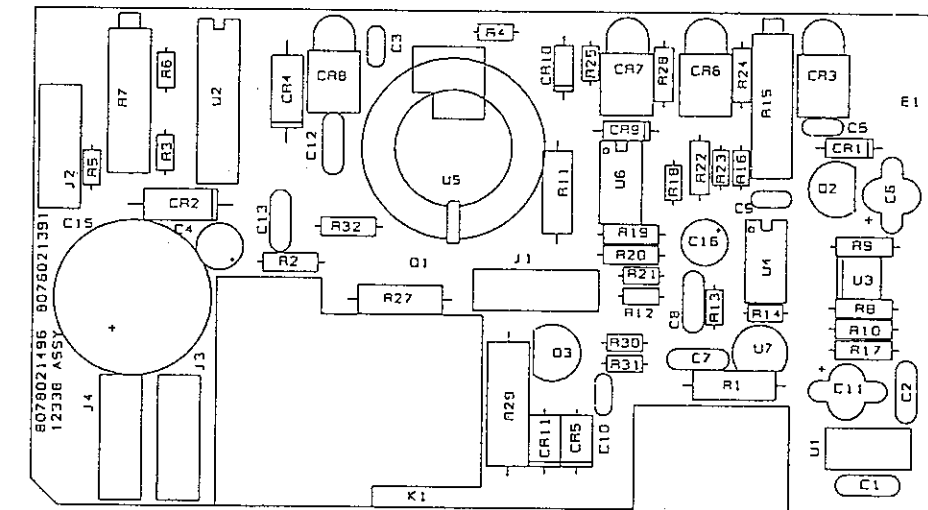 C3
R4
R7
R6
U2
CR4
CR8
CR10
R25
CR7
R28
CR6
R24
R15
CR3
E1
C12
CR9
C5
R3
CR1
J2
R5
U5
R11
U6
R18
R22
R23
R16
Q2
C6
+
CR2
C9
C15
C4
C13
R32
R19
C16
U4
R9
R2
Q1
J1
R20
R21
U3
R27
R12
C8
R13
R14
R8
R10
+
Q3
R30
R31
C7
U7
R17
8078021496 8078021391
1233B ASSY
J3
J4
R29
R1
+
C11
C2
CR11
CR5
C10
U1
K1
C1